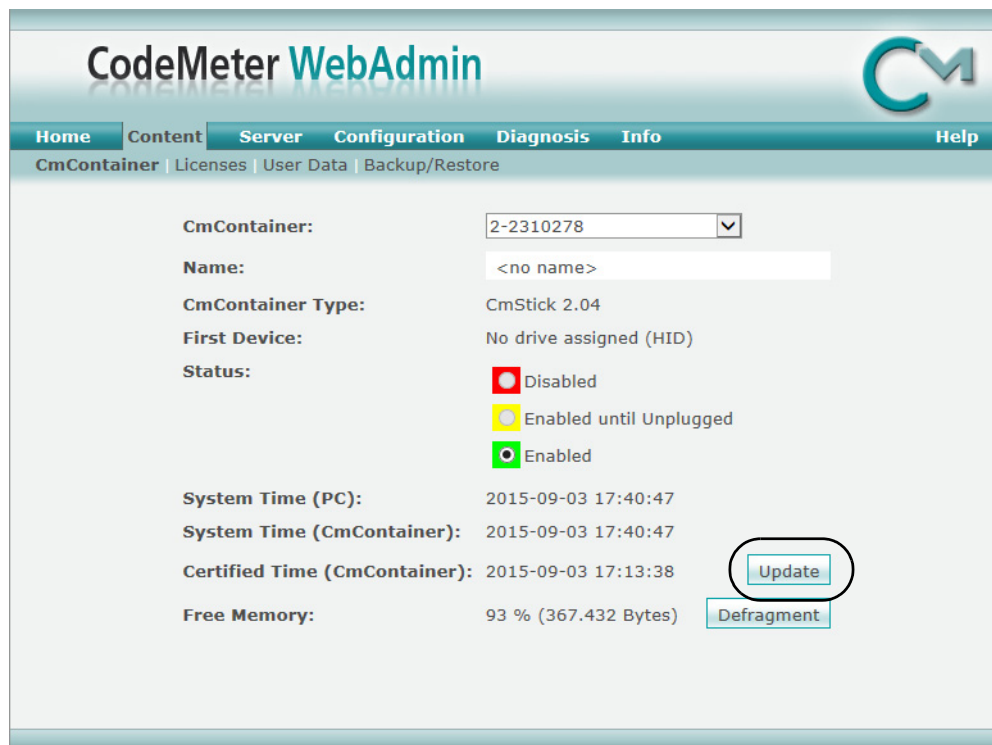 CodeMeter WebAdmin
CM
Home Content Server Configuration Diagnosis Info Help
CmContainer | Licenses | User Data | Backup/Restore
CmContainer: 2-2310278
Name: <no name>
CmContainer Type: CmStick 2.04
First Device: No drive assigned (HID)
Status: Disabled
Enabled until Unplugged
Enabled
System Time (PC): 2015-09-03 17:40:47
System Time (CmContainer): 2015-09-03 17:40:47
Certified Time (CmContainer): 2015-09-03 17:13:38 Update
Free Memory: 93 % (367.432 Bytes) Defragment